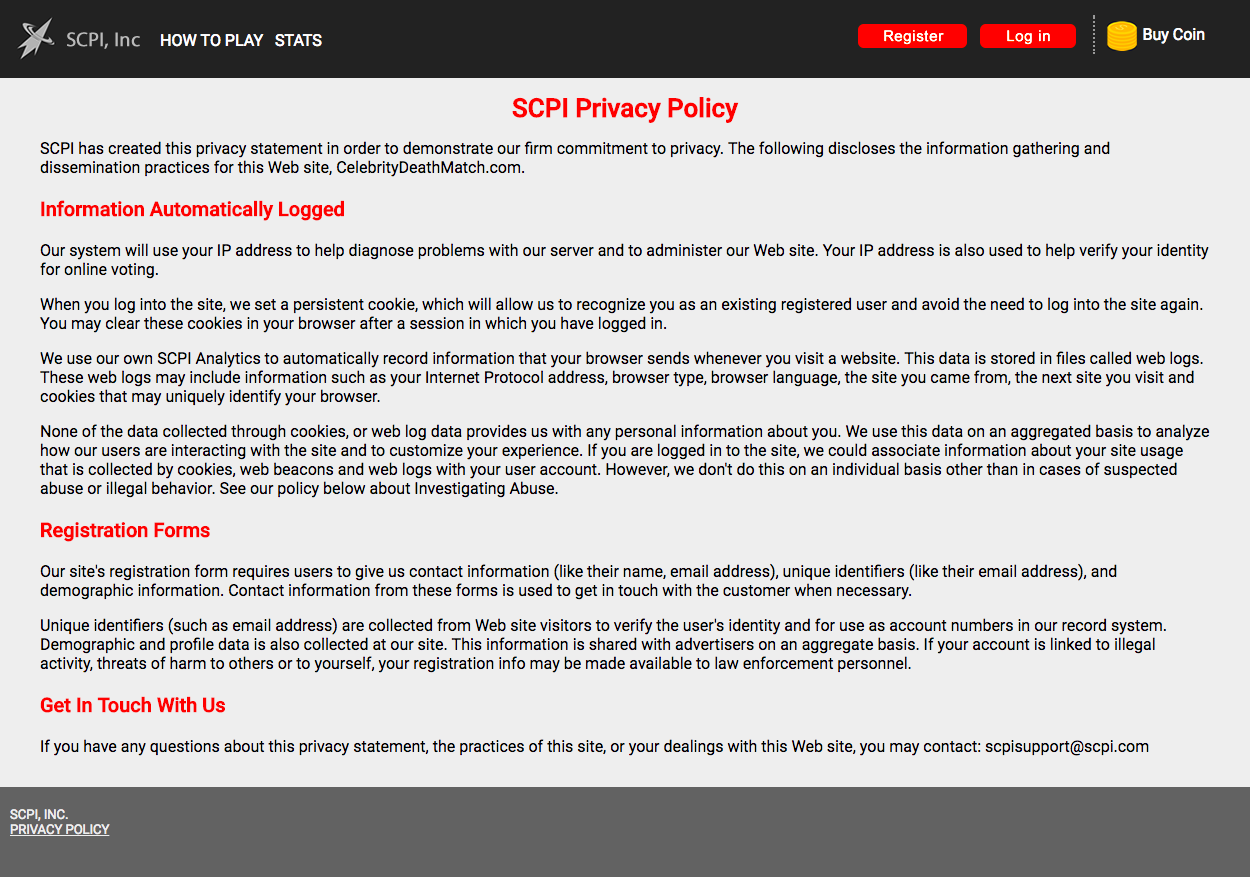 SCPI, Inc HOW TO PLAY STATS Register Log in Buy Coin
SCPI Privacy Policy
SCPI has created this privacy statement in order to demonstrate our firm commitment to privacy. The following discloses the information gathering and
dissemination practices for this Web site, CelebrityDeathMatch.com.
Information Automatically Logged
Our system will use your IP address to help diagnose problems with our server and to administer our Web site. Your IP address is also used to help verify your identity
for online voting.
When you log into the site, we set a persistent cookie, which will allow us to recognize you as an existing registered user and avoid the need to log into the site again.
You may clear these cookies in your browser after a session in which you have logged in.
We use our own SCPI Analytics to automatically record information that your browser sends whenever you visit a website. This data is stored in files called web logs.
These web logs may include information such as your Internet Protocol address, browser type, browser language, the site you came from, the next site you visit and
cookies that may uniquely identify your browser.
None of the data collected through cookies, or web log data provides us with any personal information about you. We use this data on an aggregated basis to analyze
how our users are interacting with the site and to customize your experience. If you are logged in to the site, we could associate information about your site usage
that is collected by cookies, web beacons and web logs with your user account. However, we don't do this on an individual basis other than in cases of suspected
abuse or illegal behavior. See our policy below about Investigating Abuse.
Registration Forms
Our site's registration form requires users to give us contact information (like their name, email address), unique identifiers (like their email address), and
demographic information. Contact information from these forms is used to get in touch with the customer when necessary.
Unique identifiers (such as email address) are collected from Web site visitors to verify the user's identity and for use as account numbers in our record system.
Demographic and profile data is also collected at our site. This information is shared with advertisers on an aggregate basis. If your account is linked to illegal
activity, threats of harm to others or to yourself, your registration info may be made available to law enforcement personnel.
Get In Touch With Us
If you have any questions about this privacy statement, the practices of this site, or your dealings with this Web site, you may contact: scpisupport@scpi.com
SCPI, INC.
PRIVACY POLICY